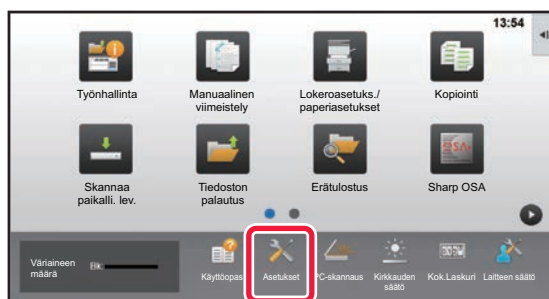 13:54
Työnhallinta
Manuaalinen
viimeistely
Lokeroasetuks./
paperiasetukset
Kopiointi
Skannaa
paikalli. lev.
Tiedoston
palautus
Erätulostus
Sharp OSA
Väriaineen
määrä
Bk:
Käyttöopas
Asetukset
PC-skannaus
Kirkkauden
säätö
Kok.Laskuri
Laitteen säätö